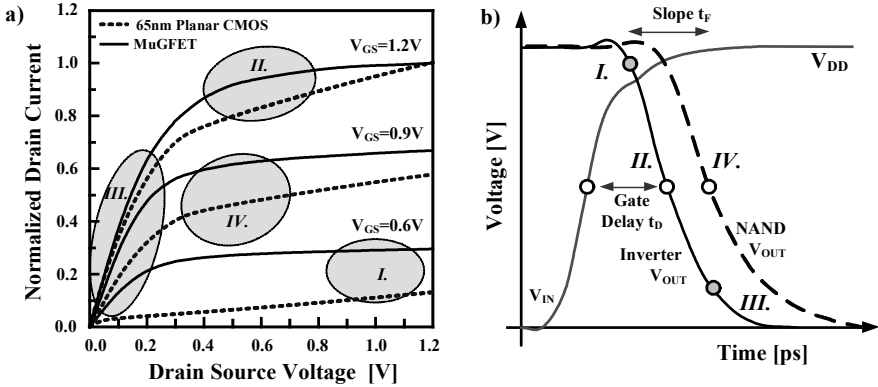 a)
65nm Planar CMOS
MuGFET
Normalized Drain Current
1.2
1.0
0.8
0.6
0.4
0.2
0.0
V_GS=1.2V
V_GS=0.9V
V_GS=0.6V
I.
II.
III.
IV.
0.0 0.2 0.4 0.6 0.8 1.0 1.2
Drain Source Voltage [V]
b)
Slope t_F
V_DD
Voltage [V]
I.
II.
IV.
Gate
Delay t_D
NAND
V_OUT
Inverter
V_OUT
III.
V_IN
Time [ps]